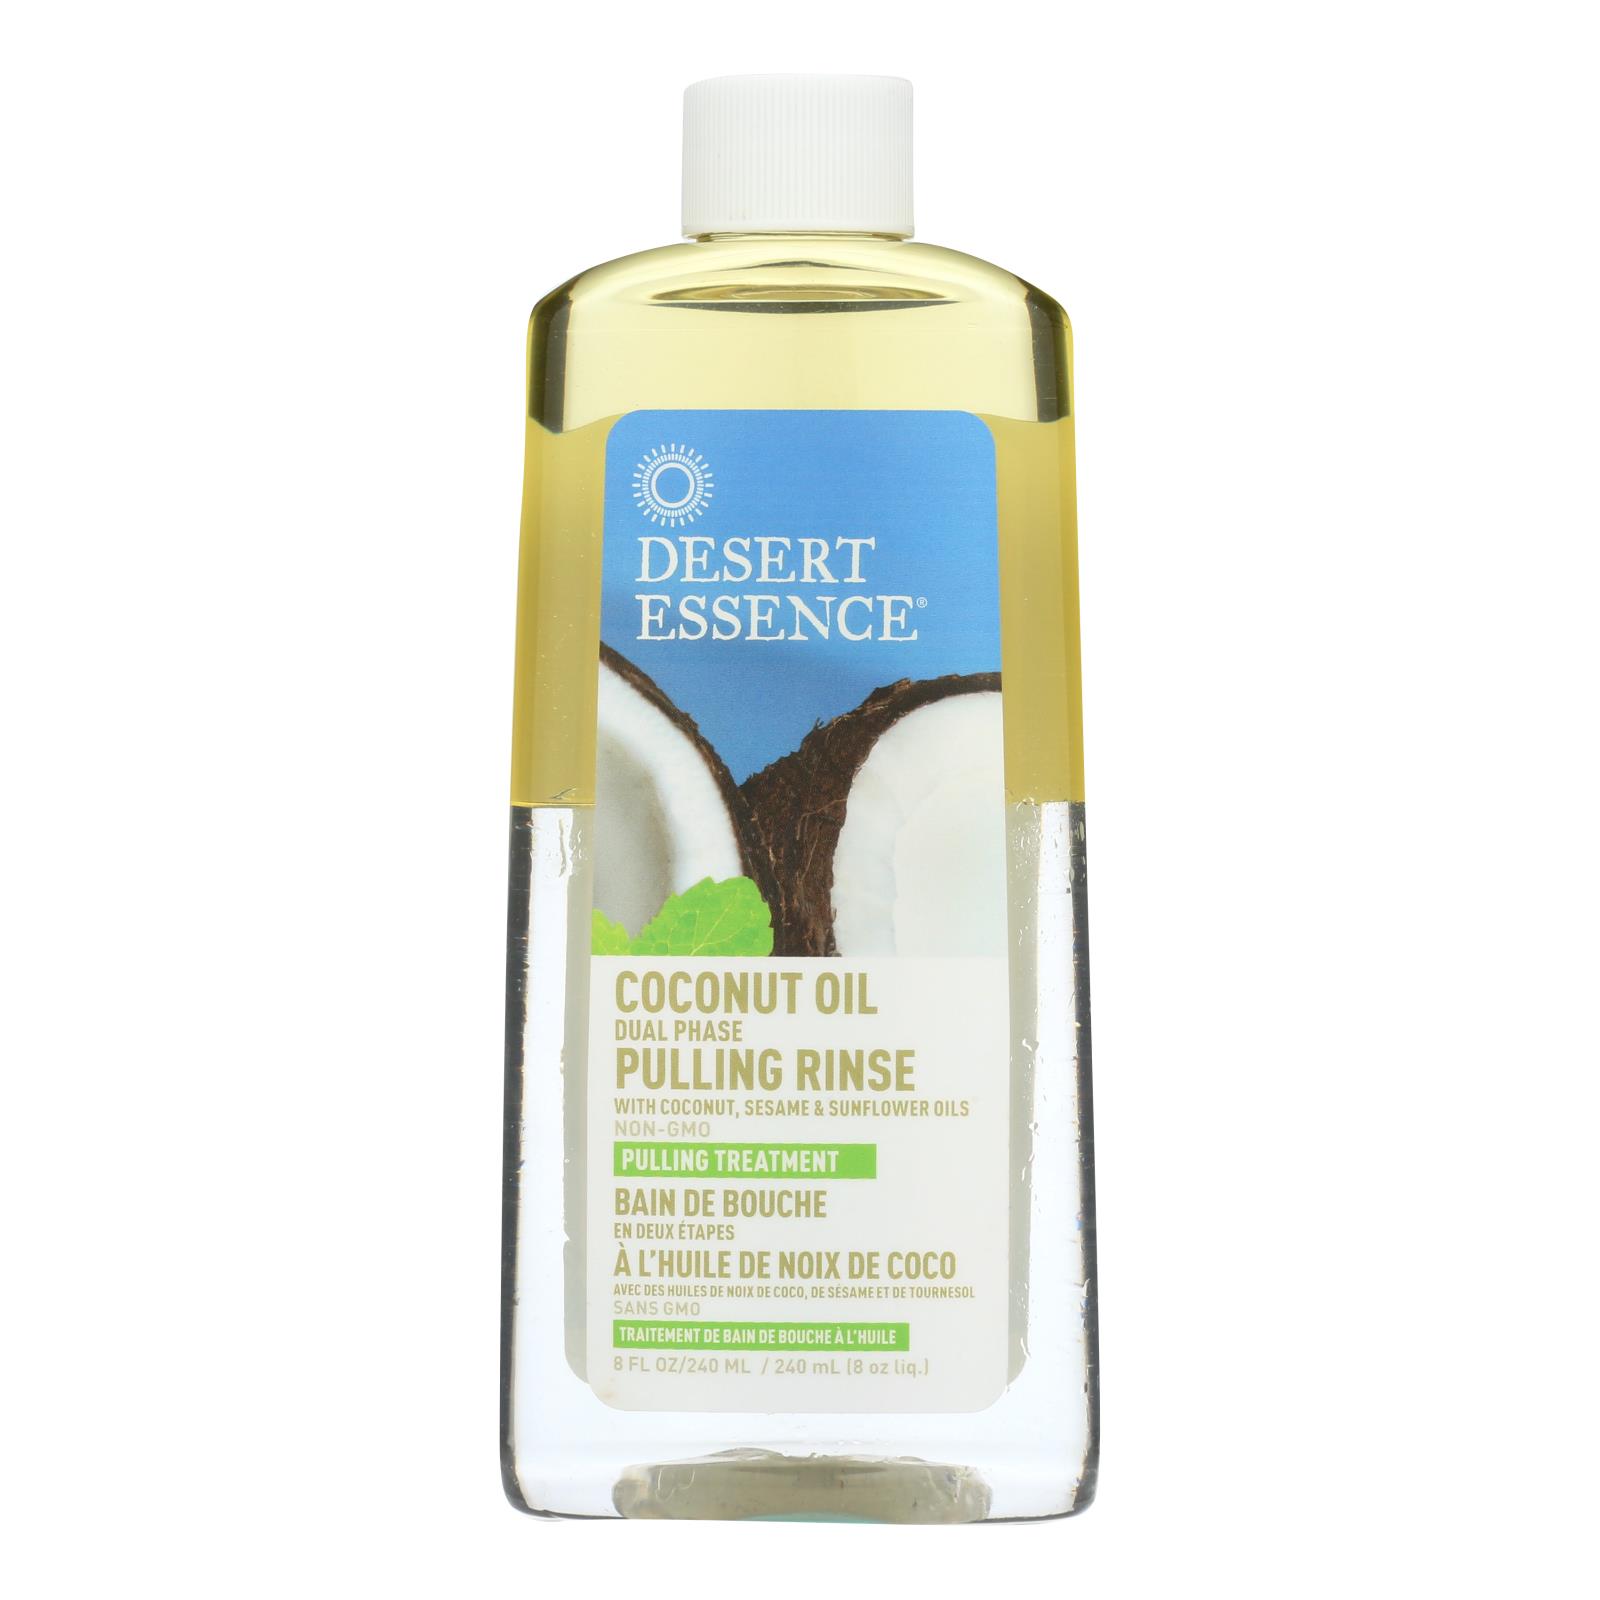 DESERT
ESSENCE®
COCONUT OIL
DUAL PHASE
PULLING RINSE
WITH COCONUT, SESAME & SUNFLOWER OILS
NON-GMO
PULLING TREATMENT
BAIN DE BOUCHE
EN DEUX ÉTAPES
À L'HUILE DE NOIX DE COCO
AVEC DES HUILES DE NOIX DE COCO, DE SÉSAME ET DE TOURNESOL
SANS GMO
TRAITEMENT DE BAIN DE BOUCHE À L'HUILE
8 FL OZ/240 ML / 240 mL (8 oz liq.)